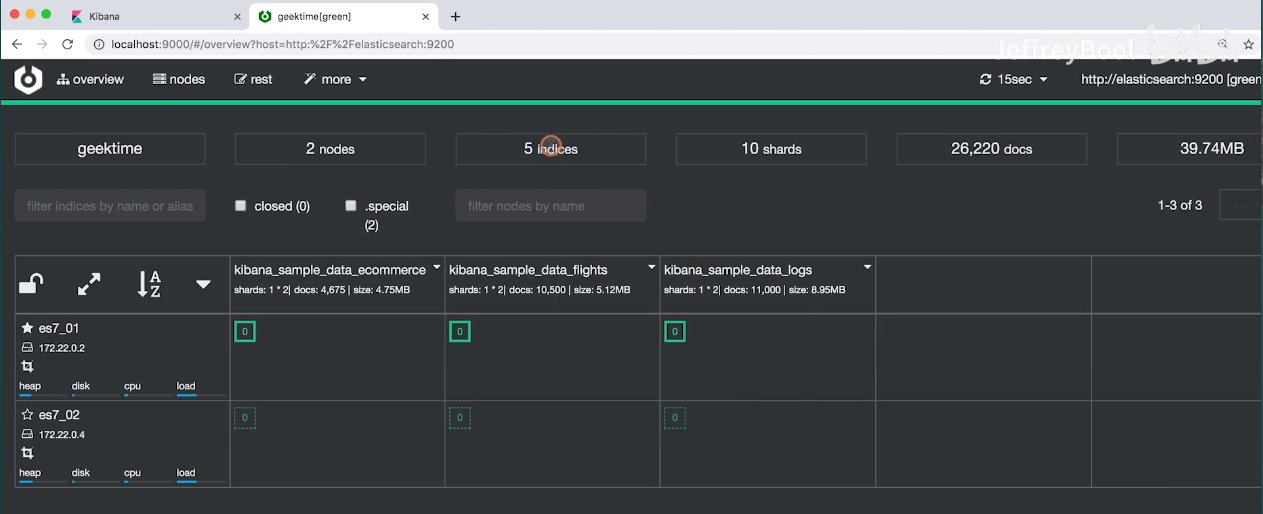 Kibana
geektime[green]
localhost:9000/#/overview?host=http:%2F%2Felasticsearch:9200
JeffreyBool bilibili
overview nodes rest more 15sec http://elasticsearch:9200 [green
geektime 2 nodes 5 indices 10 shards 26,220 docs 39.74MB
filter indices by name or alias closed (0) .special (2) filter nodes by name 1-3 of 3
kibana_sample_data_ecommerce kibana_sample_data_flights kibana_sample_data_logs
shards: 1 * 2| docs: 4,675 | size: 4.75MB shards: 1 * 2| docs: 10,500 | size: 5.12MB shards: 1 * 2| docs: 11,000 | size: 8.95MB
A
Z
es7_01 0 0 0
172.22.0.2
heap disk cpu load
es7_02 0 0 0
172.22.0.4
heap disk cpu load